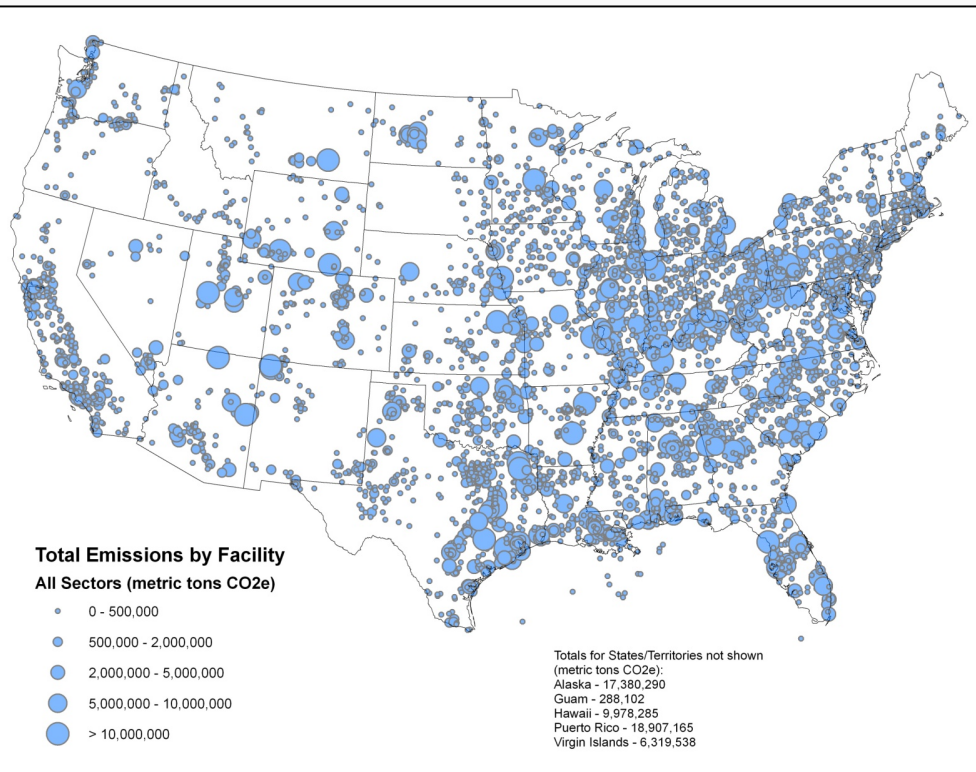 Total Emissions by Facility
All Sectors (metric tons CO2e)
0 - 500,000
500,000 - 2,000,000
2,000,000 - 5,000,000
5,000,000 - 10,000,000
> 10,000,000
Totals for States/Territories not shown
(metric tons CO2e):
Alaska - 17,380,290
Guam - 288,102
Hawaii - 9,978,285
Puerto Rico - 18,907,165
Virgin Islands - 6,319,538